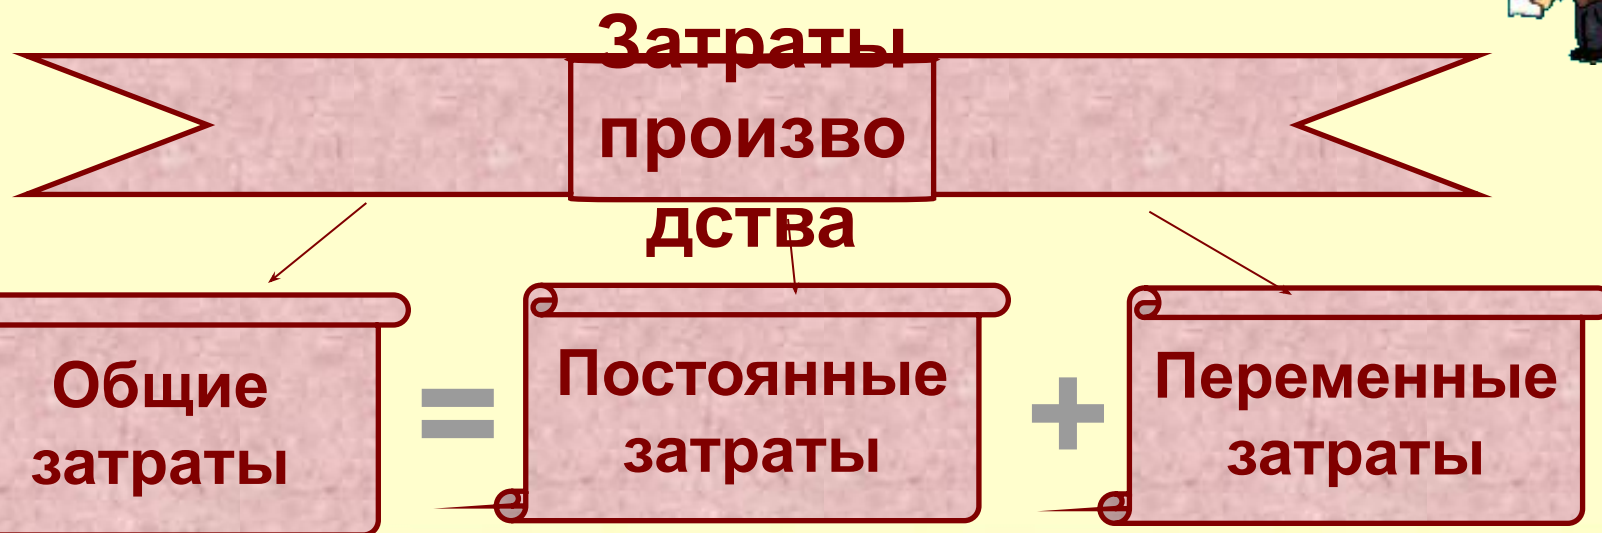 Затраты
произво
дства
Общие
затраты
=
Постоянные
затраты
+
Переменные
затраты